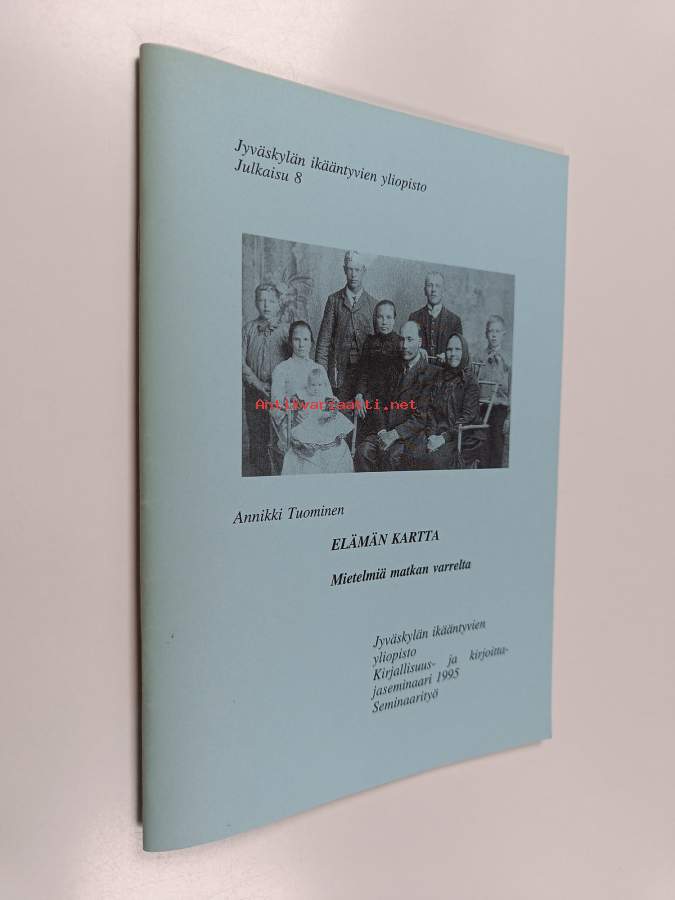 Jyväskylän ikääntyvien yliopisto
Julkaisu 8
Antikvariaatti.net
Annikki Tuominen
ELÄMÄN KARTTA
Mietelmiä matkan varrelta
Jyväskylän ikääntyvien
yliopisto
Kirjallisuus- ja kirjoitta-
jaseminaari 1995
Seminaarityö